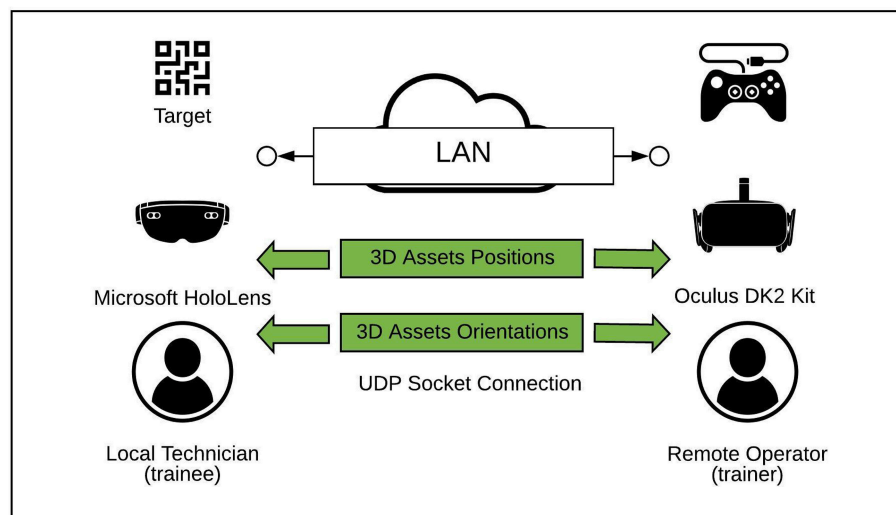 Target
LAN
3D Assets Positions
Microsoft HoloLens
Oculus DK2 Kit
3D Assets Orientations
UDP Socket Connection
Local Technician
(trainee)
Remote Operator
(trainer)